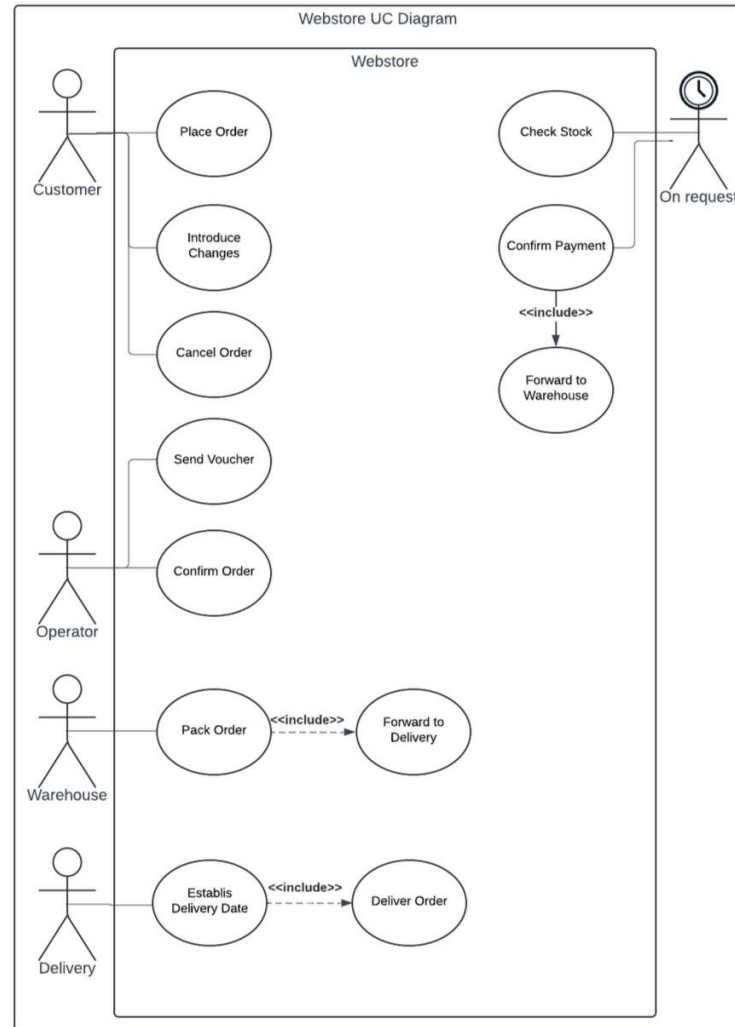 Webstore UC Diagram
Webstore
Place Order
Check Stock
Customer
On request
Introduce
Changes
Confirm Payment
<<include>>
Cancel Order
Forward to
Warehouse
Send Voucher
Confirm Order
Operator
Pack Order
<<include>>
Forward to
Delivery
Warehouse
Establis
Delivery Date
<<include>>
Deliver Order
Delivery